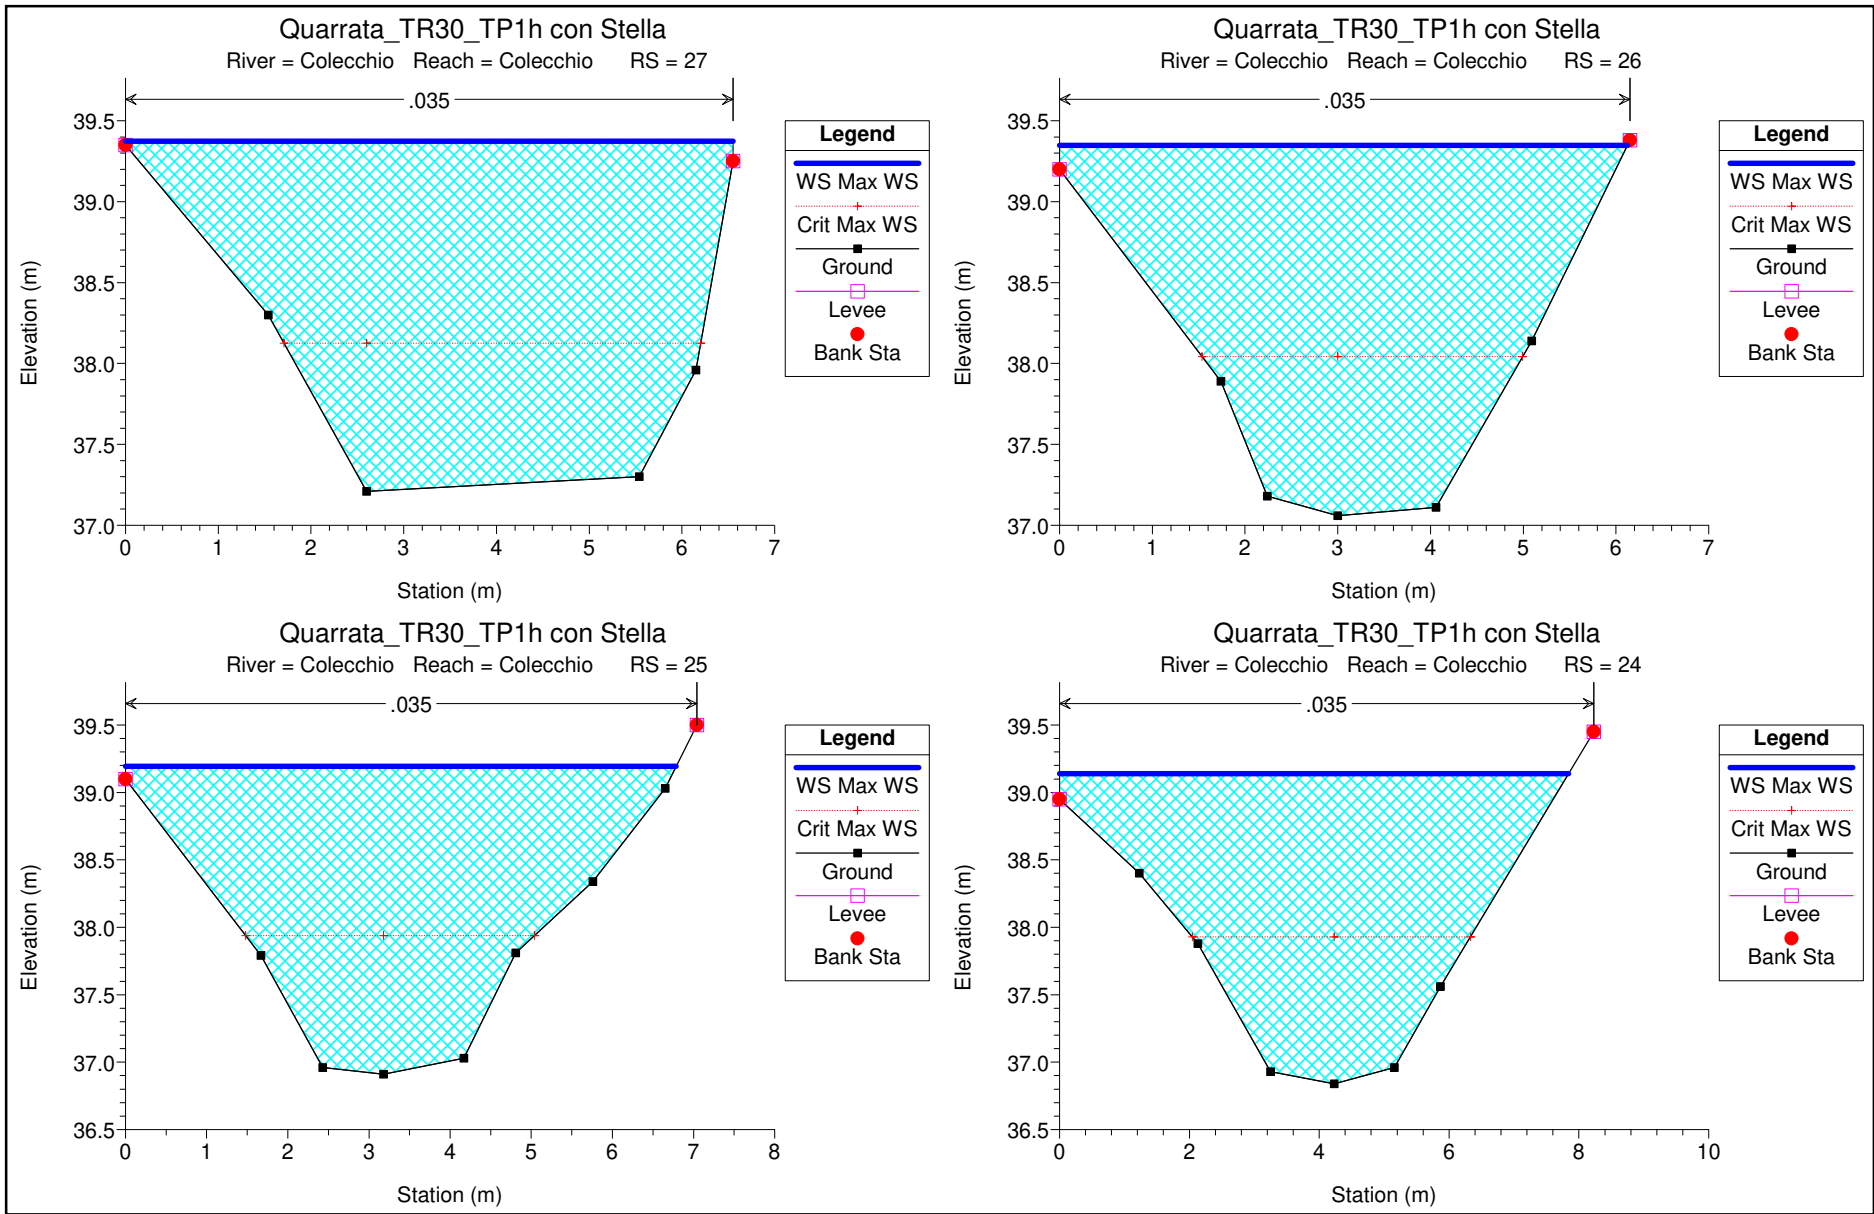 Quarrata_TR30_TP1h con Stella
River = Colecchio Reach = Colecchio RS = 27
.035
39.5
39.0
38.5
38.0
37.5
37.0
Elevation (m)
0 1 2 3 4 5 6 7
Station (m)
Legend
WS Max WS
Crit Max WS
Ground
Levee
Bank Sta
Quarrata_TR30_TP1h con Stella
River = Colecchio Reach = Colecchio RS = 26
.035
39.5
39.0
38.5
38.0
37.5
37.0
Elevation (m)
0 1 2 3 4 5 6 7
Station (m)
Legend
WS Max WS
Crit Max WS
Ground
Levee
Bank Sta
Quarrata_TR30_TP1h con Stella
River = Colecchio Reach = Colecchio RS = 25
.035
39.5
39.0
38.5
38.0
37.5
37.0
36.5
Elevation (m)
0 1 2 3 4 5 6 7 8
Station (m)
Legend
WS Max WS
Crit Max WS
Ground
Levee
Bank Sta
Quarrata_TR30_TP1h con Stella
River = Colecchio Reach = Colecchio RS = 24
.035
39.5
39.0
38.5
38.0
37.5
37.0
36.5
Elevation (m)
0 2 4 6 8 10
Station (m)
Legend
WS Max WS
Crit Max WS
Ground
Levee
Bank Sta